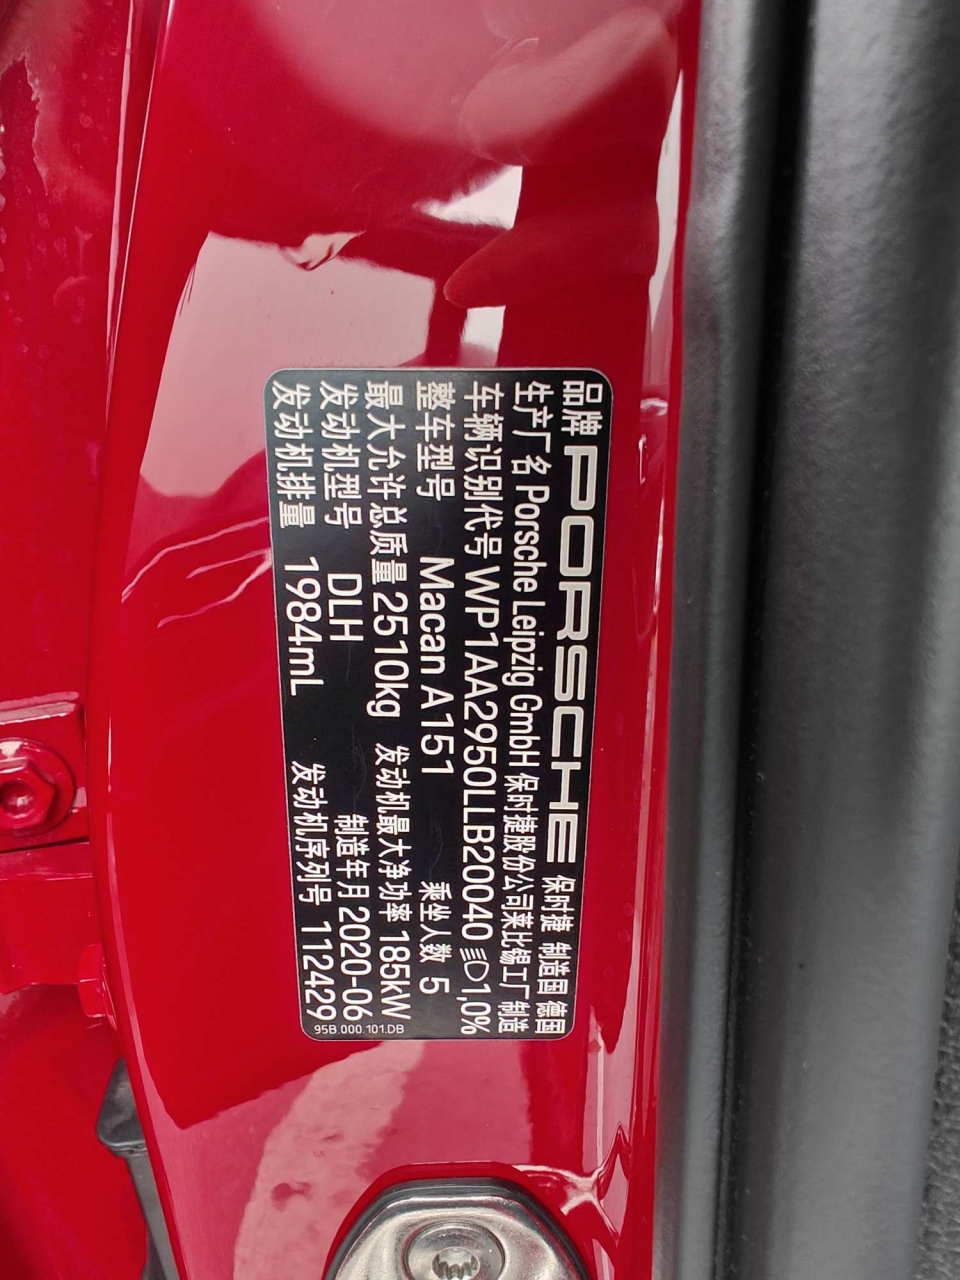 品牌 PORSCHE 保时捷 制造国 德国
生产厂名 Porsche Leipzig GmbH 保时捷股份公司莱比锡工厂 制造
车辆识别代号 WP1AA2950LLB20040 1,0%
整车型号 Macan A151 乘坐人数 5
最大允许总质量 2510kg 发动机最大净功率 185kW
发动机型号 DLH 制造年月 2020-06
发动机排量 1984mL 发动机序列号 112429
95B.000.101.DB